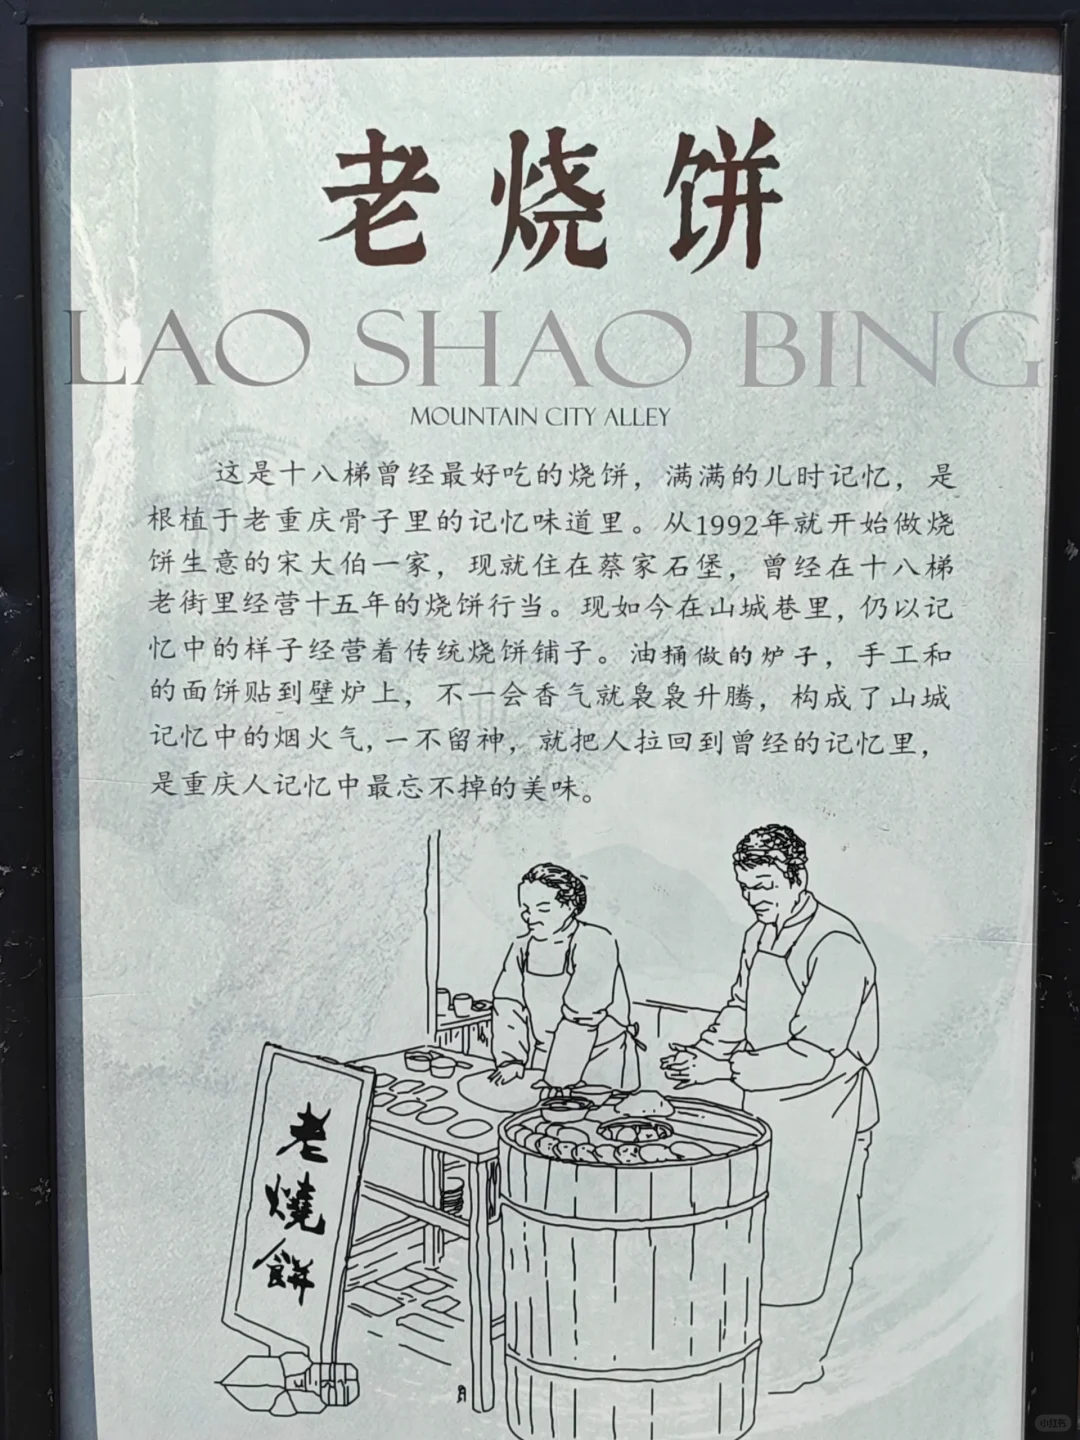 老烧饼
LAO SHAO BING
MOUNTAIN CITY ALLEY
这是十八梯曾经最好吃的烧饼，满满的儿时记忆，是
根植于老重庆骨子里的记忆味道里。从1992年就开始做烧
饼生意的宋大伯一家，现就住在蔡家石堡，曾经在十八梯
老街里经营十五年的烧饼行当。现如今在山城巷里，仍以记
忆中的样子经营着传统烧饼铺子。油桶做的炉子，手工和
的面饼贴到壁炉上，不一会香气就袅袅升腾，构成了山城
记忆中的烟火气，一不留神，就把人拉回到曾经的记忆里，
是重庆人记忆中最忘不掉的美味。
老
燒
餅
小红书